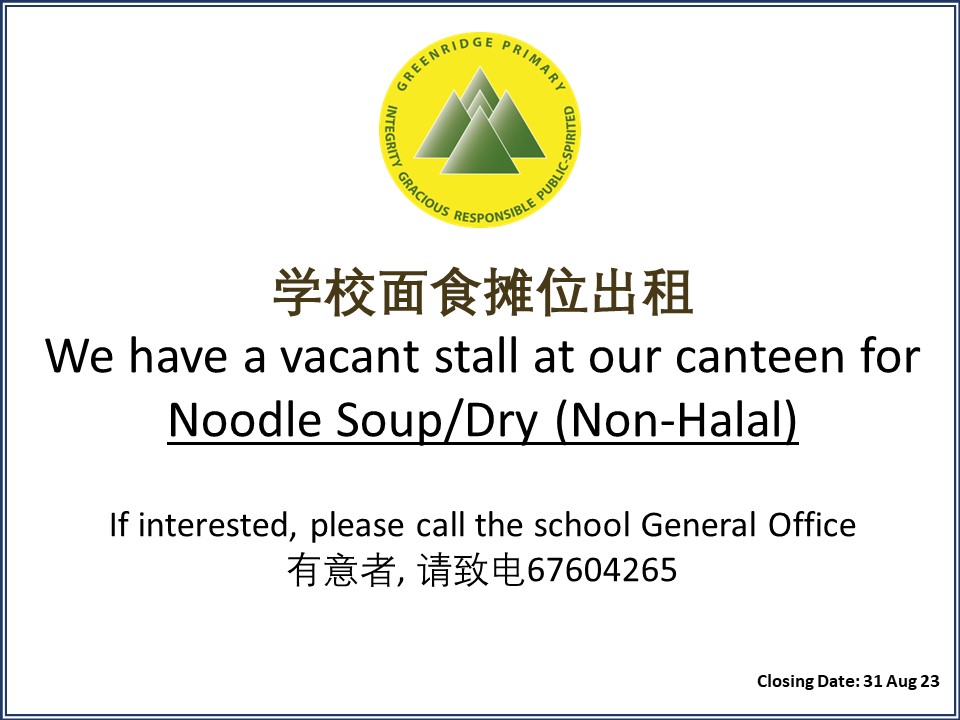 GREENRIDGE PRIMARY
INTEGRITY GRACIOUS RESPONSIBLE PUBLIC-SPIRITED
学校面食摊位出租
We have a vacant stall at our canteen for
Noodle Soup/Dry (Non-Halal)
If interested, please call the school General Office
有意者, 请致电67604265
Closing Date: 31 Aug 23